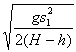 √(gs₁²/(2(H - h)))